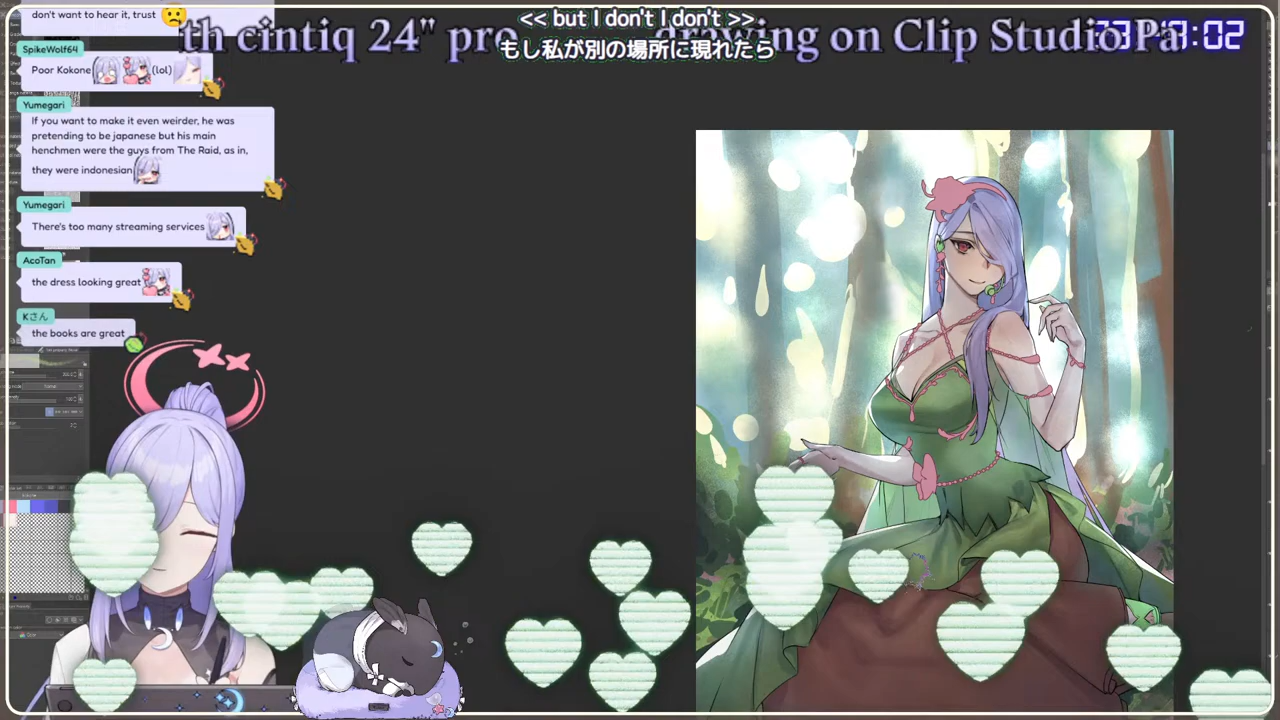 don't want to hear it, trust
SpikeWolf64
Poor Kokone (lol)
Yumegari
If you want to make it even weirder, he was
pretending to be japanese but his main
henchmen were the guys from The Raid, as in,
they were indonesian
Yumegari
There's too many streaming services
AcoTan
the dress looking great
Kさん
the books are great
<< but I don't I don't >>
th cintiq 24" pro drawing on Clip Studio Pa
もし私が別の場所に現れたら